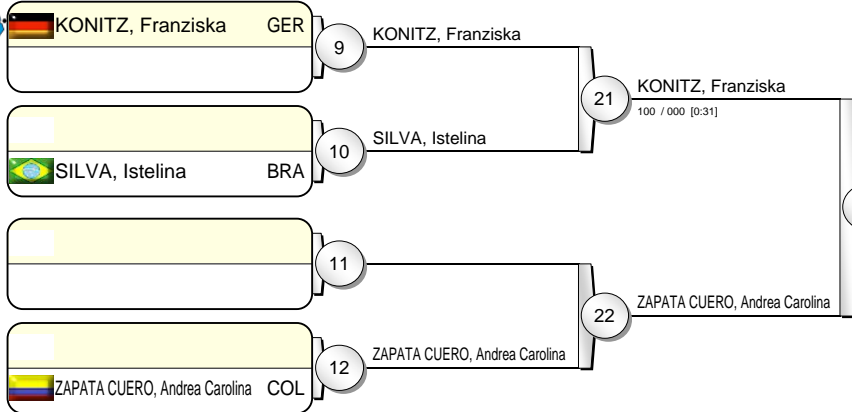 KONITZ, Franziska GER
9
KONITZ, Franziska
21
KONITZ, Franziska
100 / 000 [0:31]
10
SILVA, Istelina
SILVA, Istelina BRA
11
22
ZAPATA CUERO, Andrea Carolina
12
ZAPATA CUERO, Andrea Carolina
ZAPATA CUERO, Andrea Carolina COL